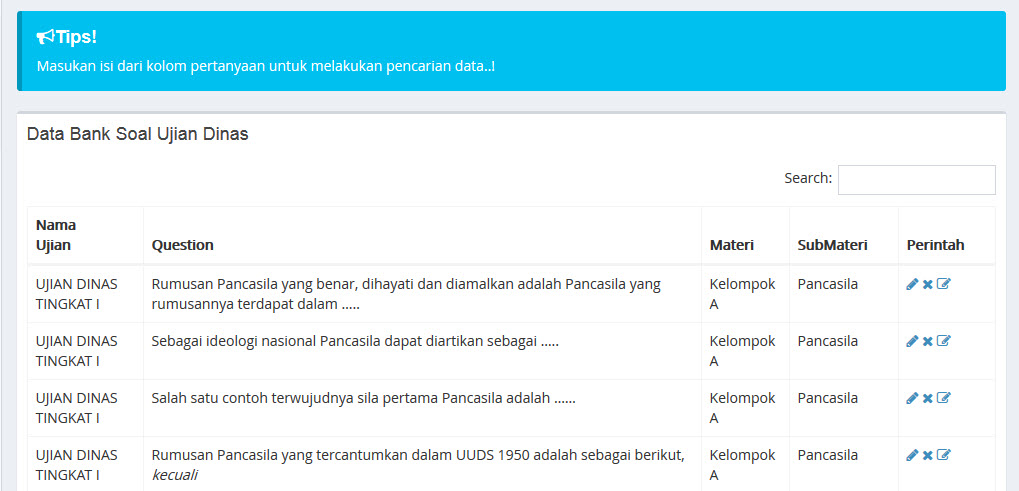 Tips!
Masukan isi dari kolom pertanyaan untuk melakukan pencarian data..!
Data Bank Soal Ujian Dinas
Search:
Nama
Ujian Question Materi SubMateri Perintah
UJIAN DINAS Rumusan Pancasila yang benar, dihayati dan diamalkan adalah Pancasila yang Kelompok Pancasila
TINGKAT I rumusannya terdapat dalam ..... A
UJIAN DINAS Sebagai ideologi nasional Pancasila dapat diartikan sebagai ..... Kelompok Pancasila
TINGKAT I A
UJIAN DINAS Salah satu contoh terwujudnya sila pertama Pancasila adalah ...... Kelompok Pancasila
TINGKAT I A
UJIAN DINAS Rumusan Pancasila yang tercantumkan dalam UUDS 1950 adalah sebagai berikut, Kelompok Pancasila
TINGKAT I kecuali A